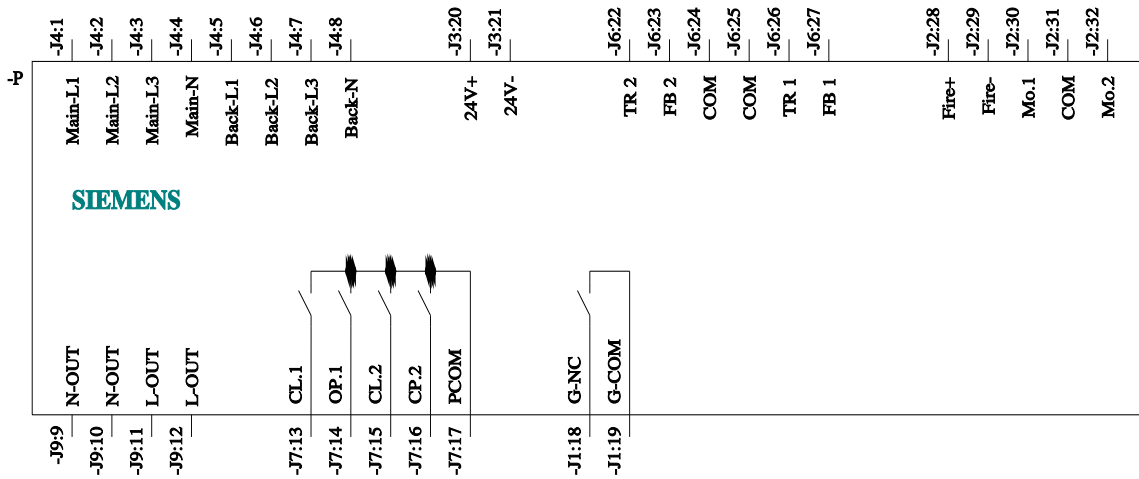 -J4:1
-J4:2
-J4:3
-J4:4
-J4:5
-J4:6
-J4:7
-J4:8
-J3:20
-J3:21
-J6:22
-J6:23
-J6:24
-J6:25
-J6:26
-J6:27
-J2:28
-J2:29
-J2:30
-J2:31
-J2:32
-P
Main-L1
Main-L2
Main-L3
Main-N
Back-L1
Back-L2
Back-L3
Back-N
24V+
24V-
TR 2
FB 2
COM
COM
TR 1
FB 1
Fire+
Fire-
Mo.1
COM
Mo.2
SIEMENS
N-OUT
N-OUT
L-OUT
L-OUT
CL.1
OP.1
CL.2
CP.2
PCOM
G-NC
G-COM
-J9:9
-J9:10
-J9:11
-J9:12
-J7:13
-J7:14
-J7:15
-J7:16
-J7:17
-J1:18
-J1:19